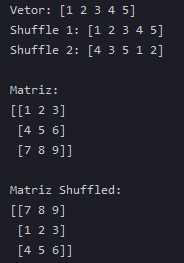 Vetor: [1 2 3 4 5]
Shuffle 1: [1 2 3 4 5]
Shuffle 2: [4 3 5 1 2]
Matriz:
[[1 2 3]
[4 5 6]
[7 8 9]]
Matriz Shuffled:
[[7 8 9]
[1 2 3]
[4 5 6]]